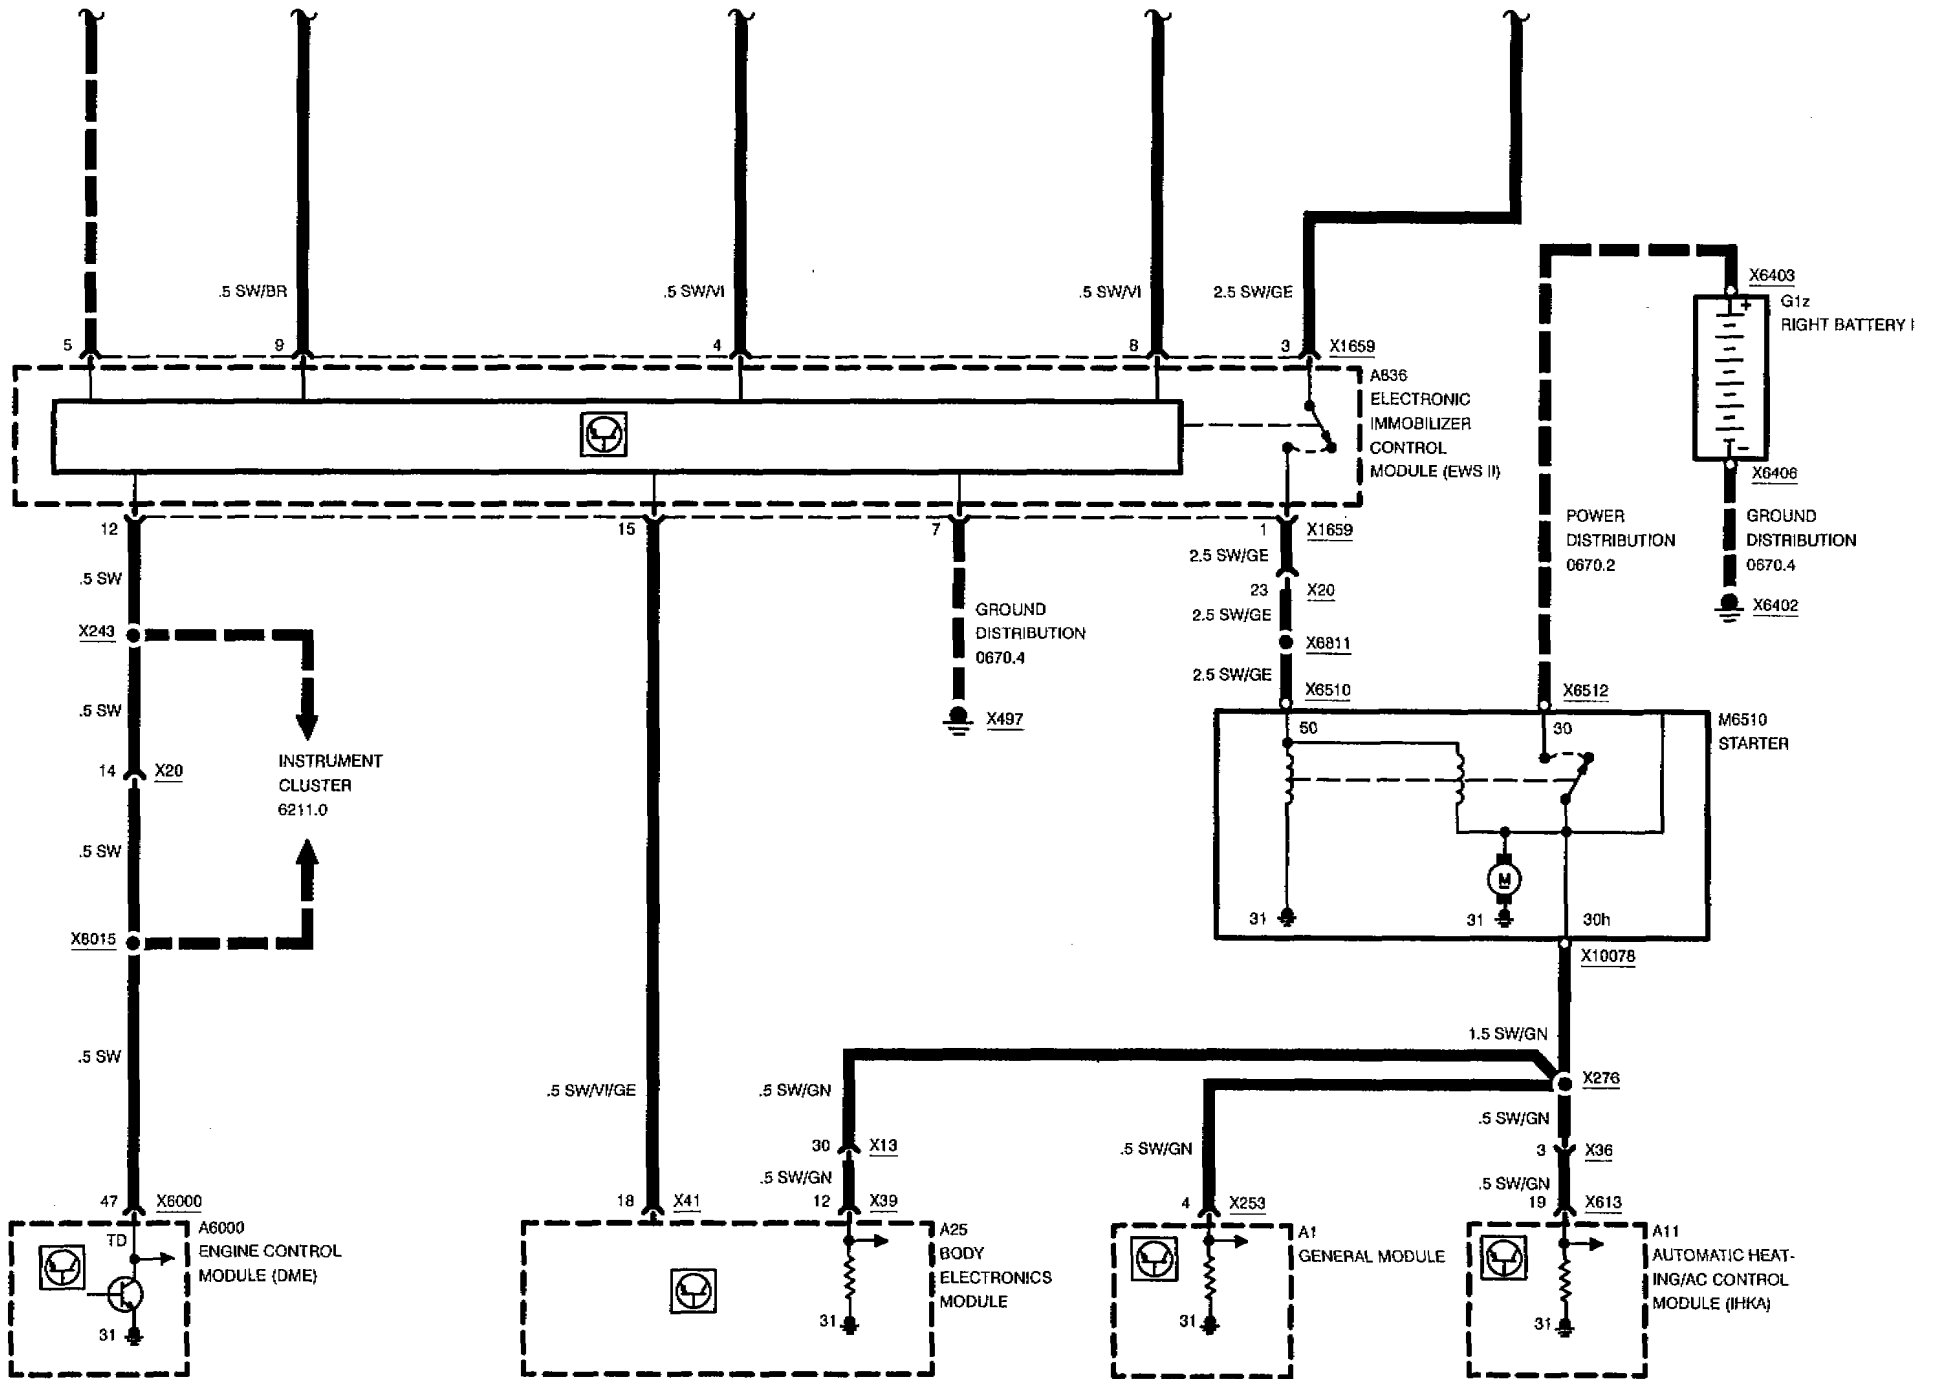 .5 SW/BR
.5 SW/VI
.5 SW/VI
2.5 SW/GE
X6403
G1z
RIGHT BATTERY I
5
9
4
8
3
X1659
A836
ELECTRONIC
IMMOBILIZER
CONTROL
MODULE (EWS II)
+
−
X6406
12
15
7
1
X1659
POWER
DISTRIBUTION
0670.2
GROUND
DISTRIBUTION
0670.4
.5 SW
2.5 SW/GE
23
X20
2.5 SW/GE
X6402
X243
GROUND
DISTRIBUTION
0670.4
X6811
2.5 SW/GE
X6510
X6512
.5 SW
X497
50
30
M6510
STARTER
INSTRUMENT
CLUSTER
6211.0
14
X20
.5 SW
M
31
31
30h
X8015
X10078
1.5 SW/GN
.5 SW
X276
.5 SW/VI/GE
.5 SW/GN
.5 SW/GN
30
X13
.5 SW/GN
3
X36
.5 SW/GN
.5 SW/GN
47
X6000
18
X41
12
X39
4
X253
19
X613
TD
A6000
ENGINE CONTROL
MODULE (DME)
31
A25
BODY
ELECTRONICS
MODULE
31
A1
GENERAL MODULE
31
A11
AUTOMATIC HEAT-
ING/AC CONTROL
MODULE (IHKA)
31